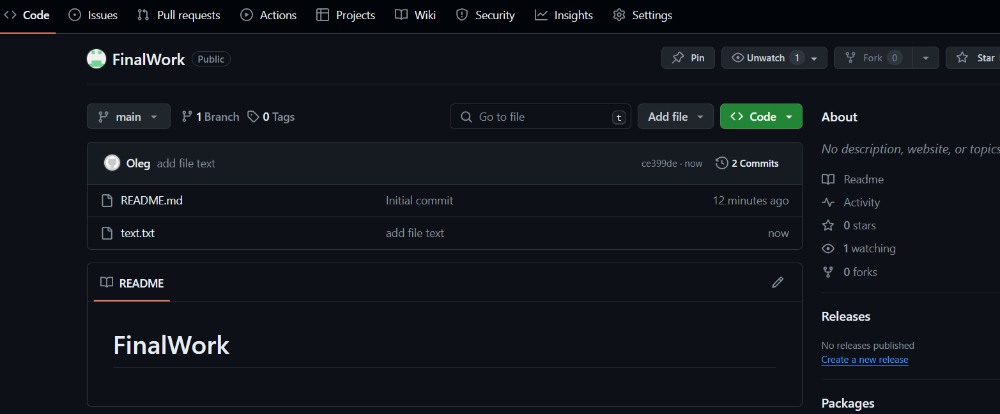 Code Issues Pull requests Actions Projects Wiki Security Insights Settings
FinalWork Public Pin Unwatch 1 Fork 0 Star
main 1 Branch 0 Tags Go to file t Add file Code
Oleg add file text ce399de · now 2 Commits
README.md Initial commit 12 minutes ago
text.txt add file text now
README
FinalWork
About
No description, website, or topics
Readme
Activity
0 stars
1 watching
0 forks
Releases
No releases published
Create a new release
Packages